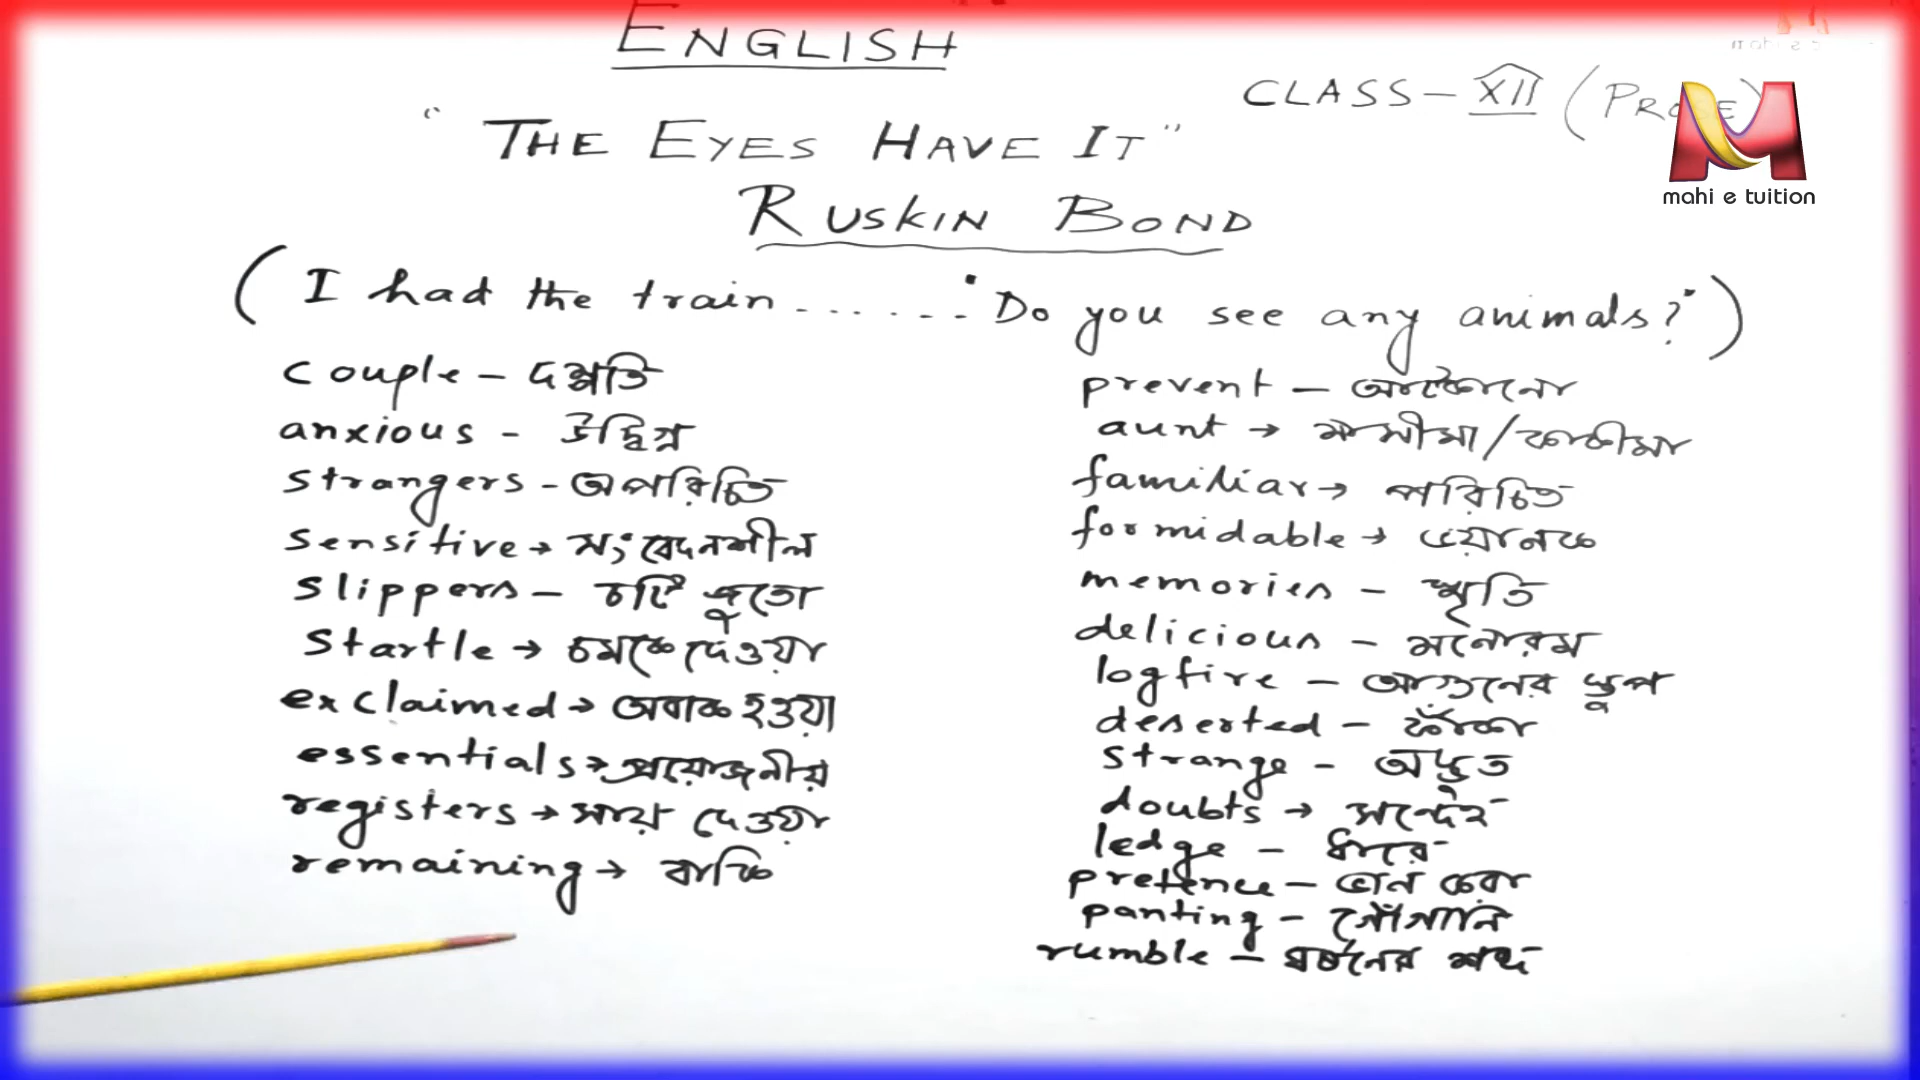 ENGLISH
CLASS - XII (PROSE)
"THE EYES HAVE IT"
mahi e tuition
RUSKIN BOND
(I had the train ....... "Do you see any animals?")
couple - দম্পতি
anxious - উদ্বিগ্ন
strangers - অপরিচিত
sensitive → সংবেদনশীল
slippers - চটি জুতো
startle → চমকে দেওয়া
exclaimed → অবাক হওয়া
essentials → প্রয়োজনীয়
registers → সায় দেওয়া
remaining → বাকি
prevent - আটকানো
aunt → মাসীমা/কাকীমা
familiar → পরিচিত
formidable → ভয়ানক
memories - স্মৃতি
delicious - মনোরম
logfire - আগুনের স্তুপ
deserted - ফাঁকা
strange - অদ্ভুত
doubts → সন্দেহ
ledge - ধারে
pretence - ভান করা
panting - গোঁগানি
rumble - ঘর্ষনের শব্দ